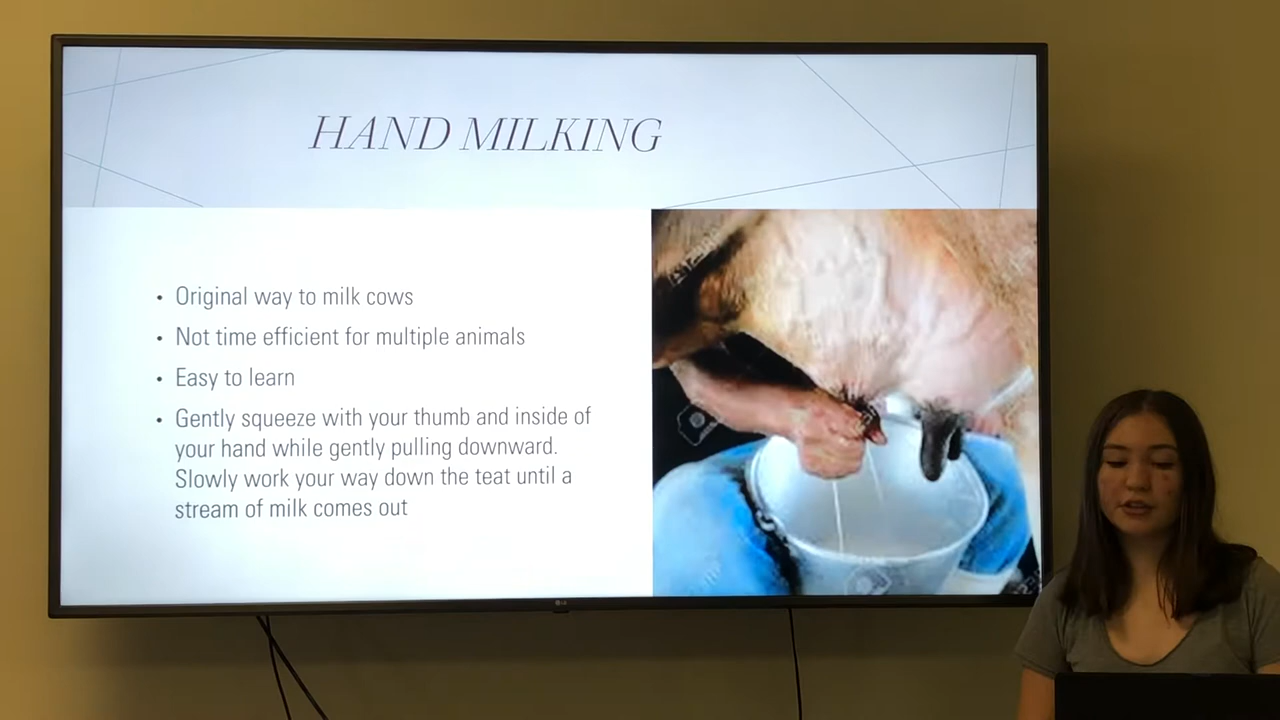 HAND MILKING
• Original way to milk cows
• Not time efficient for multiple animals
• Easy to learn
• Gently squeeze with your thumb and inside of
your hand while gently pulling downward.
Slowly work your way down the teat until a
stream of milk comes out
LG